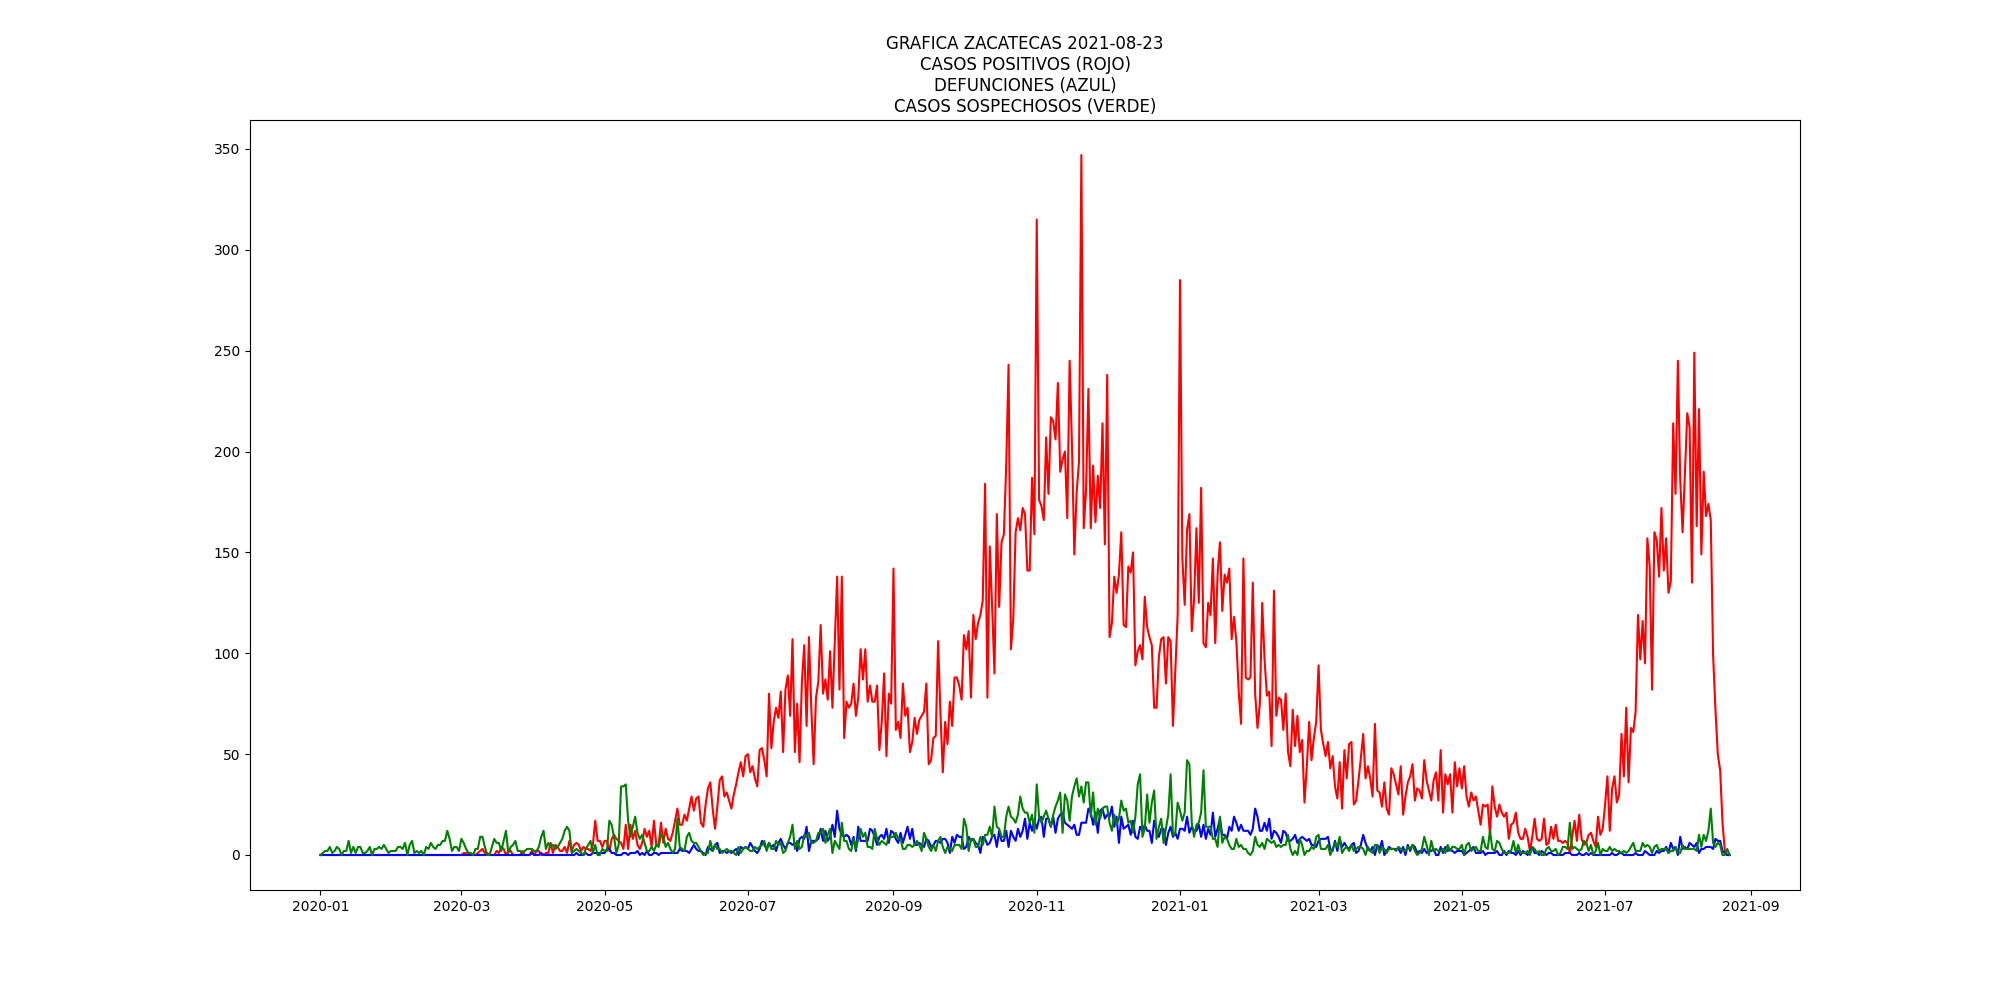 GRAFICA ZACATECAS 2021-08-23
CASOS POSITIVOS (ROJO)
DEFUNCIONES (AZUL)
CASOS SOSPECHOSOS (VERDE)
350
300
250
200
150
100
50
0
2020-01 2020-03 2020-05 2020-07 2020-09 2020-11 2021-01 2021-03 2021-05 2021-07 2021-09